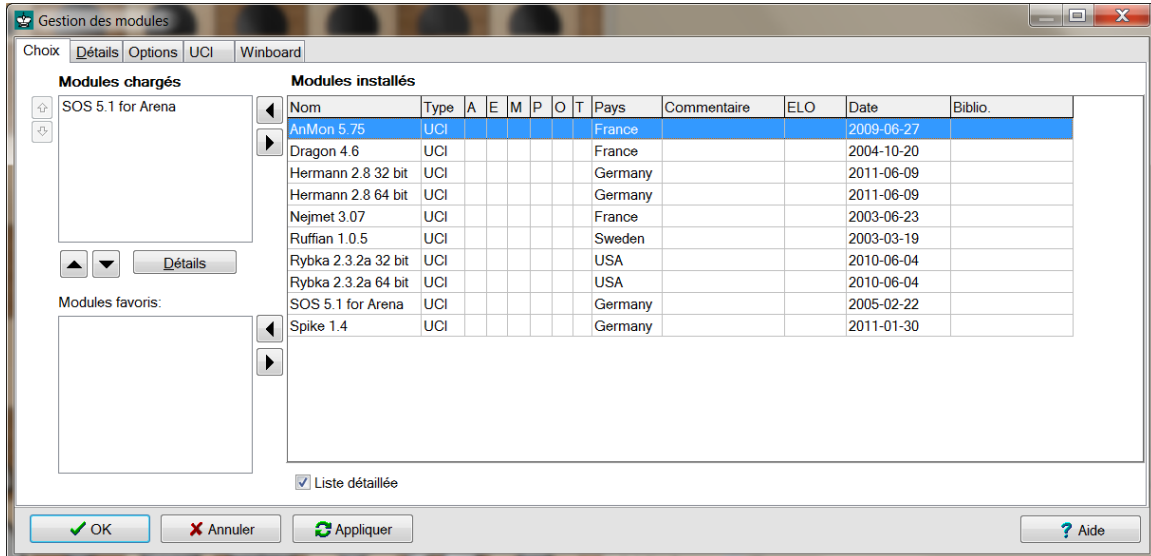 Gestion des modules
Choix Détails Options UCI Winboard
Modules chargés
SOS 5.1 for Arena
Détails
Modules favoris:
Modules installés
Nom Type A E M P O T Pays Commentaire ELO Date Biblio.
AnMon 5.75 UCI France 2009-06-27
Dragon 4.6 UCI France 2004-10-20
Hermann 2.8 32 bit UCI Germany 2011-06-09
Hermann 2.8 64 bit UCI Germany 2011-06-09
Nejmet 3.07 UCI France 2003-06-23
Ruffian 1.0.5 UCI Sweden 2003-03-19
Rybka 2.3.2a 32 bit UCI USA 2010-06-04
Rybka 2.3.2a 64 bit UCI USA 2010-06-04
SOS 5.1 for Arena UCI Germany 2005-02-22
Spike 1.4 UCI Germany 2011-01-30
Liste détaillée
OK Annuler Appliquer ? Aide